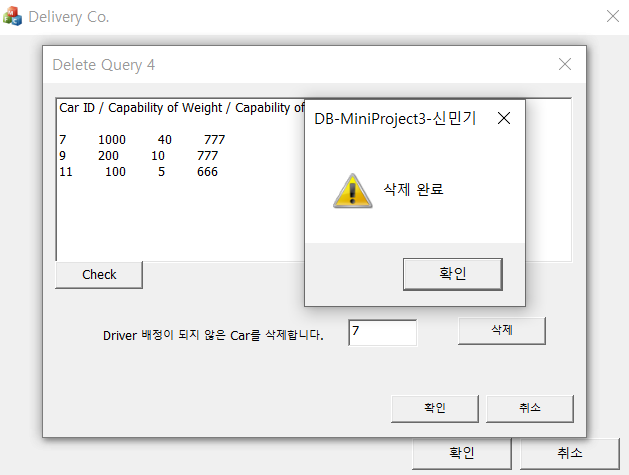 Delivery Co.
Delete Query 4
Car ID / Capability of Weight / Capability of
7 1000 40 777
9 200 10 777
11 100 5 666
DB-MiniProject3-신민기
삭제 완료
확인
Check
Driver 배정이 되지 않은 Car를 삭제합니다.
7
삭제
확인
취소
확인
취소